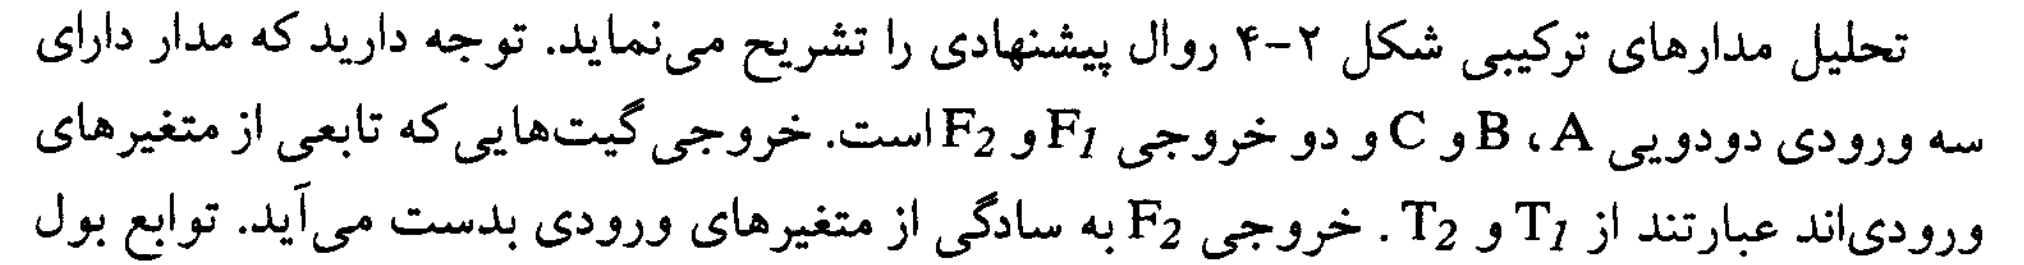 تحلیل مدارهای ترکیبی شکل ۲-۴ روال پیشنهادی را تشریح می‌نماید. توجه دارید که مدار دارای
سه ورودی دودویی A، B و C و دو خروجی F1 و F2 است. خروجی گیت‌هایی که تابعی از متغیرهای
ورودی‌اند عبارتند از T1 و T2 . خروجی F2 به سادگی از متغیرهای ورودی بدست می‌آید. توابع بول